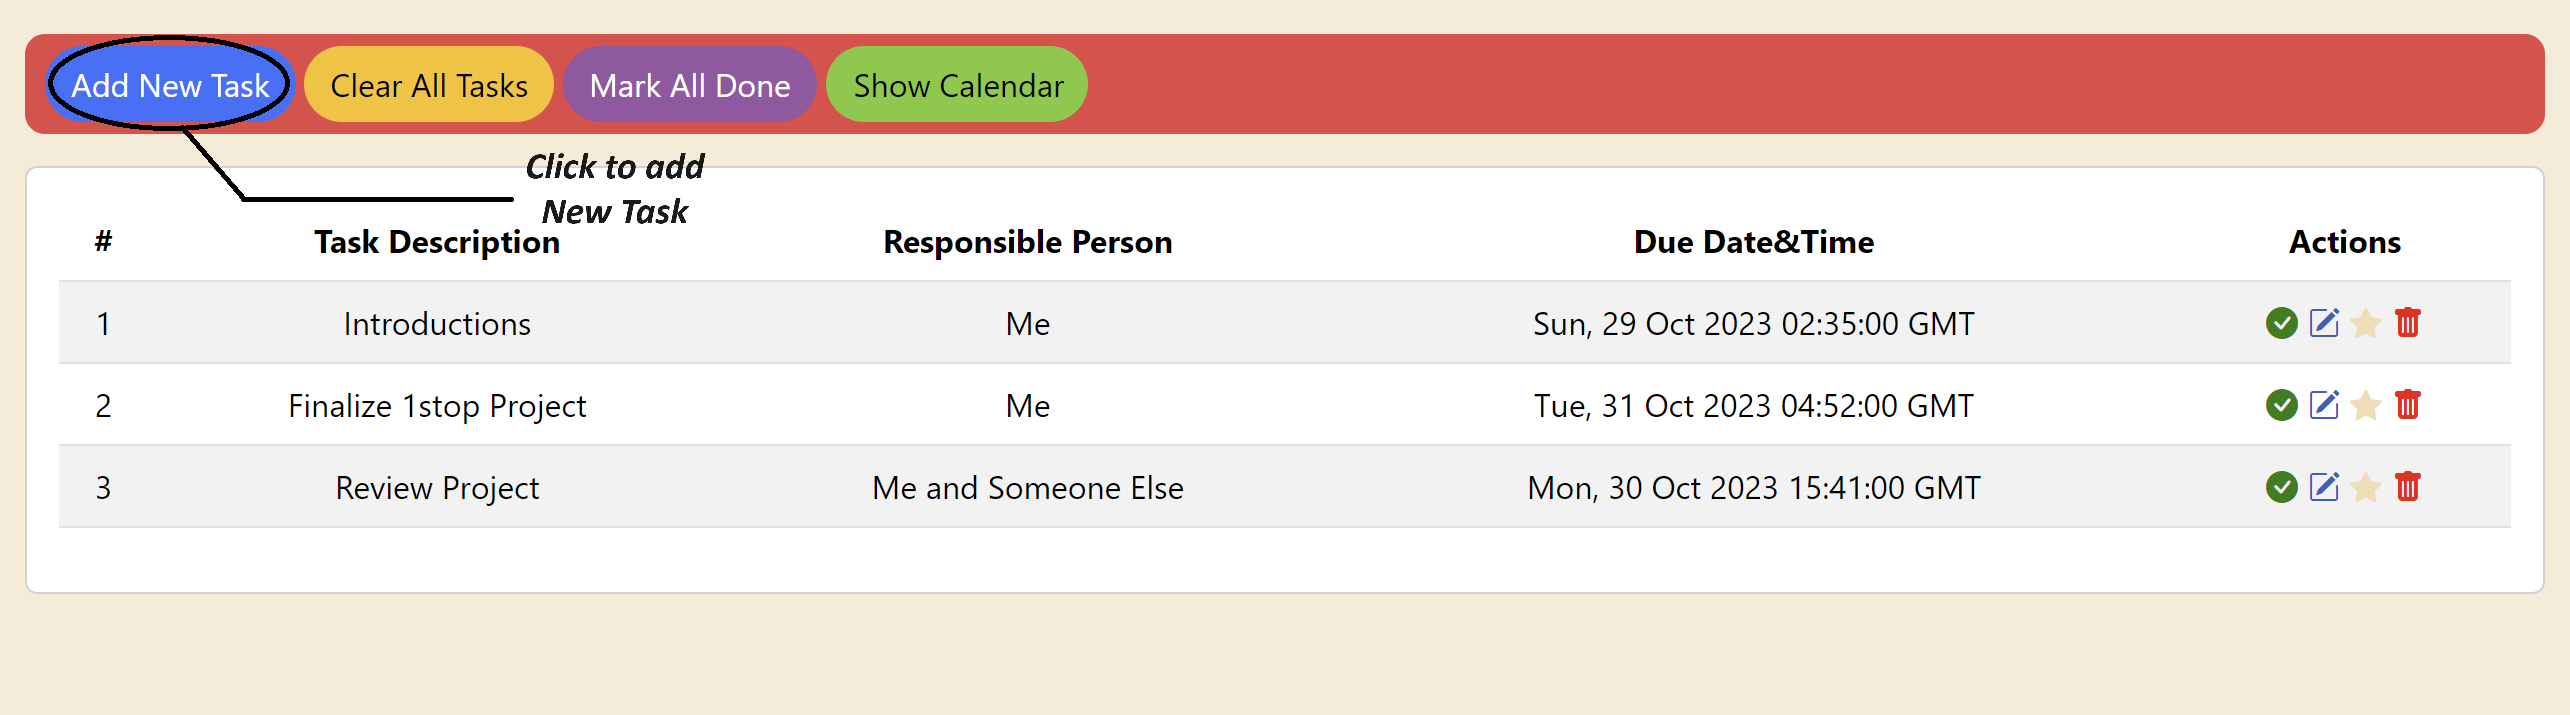 Add New Task Clear All Tasks Mark All Done Show Calendar
Click to add
New Task
# Task Description Responsible Person Due Date&Time Actions
1 Introductions Me Sun, 29 Oct 2023 02:35:00 GMT
2 Finalize 1stop Project Me Tue, 31 Oct 2023 04:52:00 GMT
3 Review Project Me and Someone Else Mon, 30 Oct 2023 15:41:00 GMT